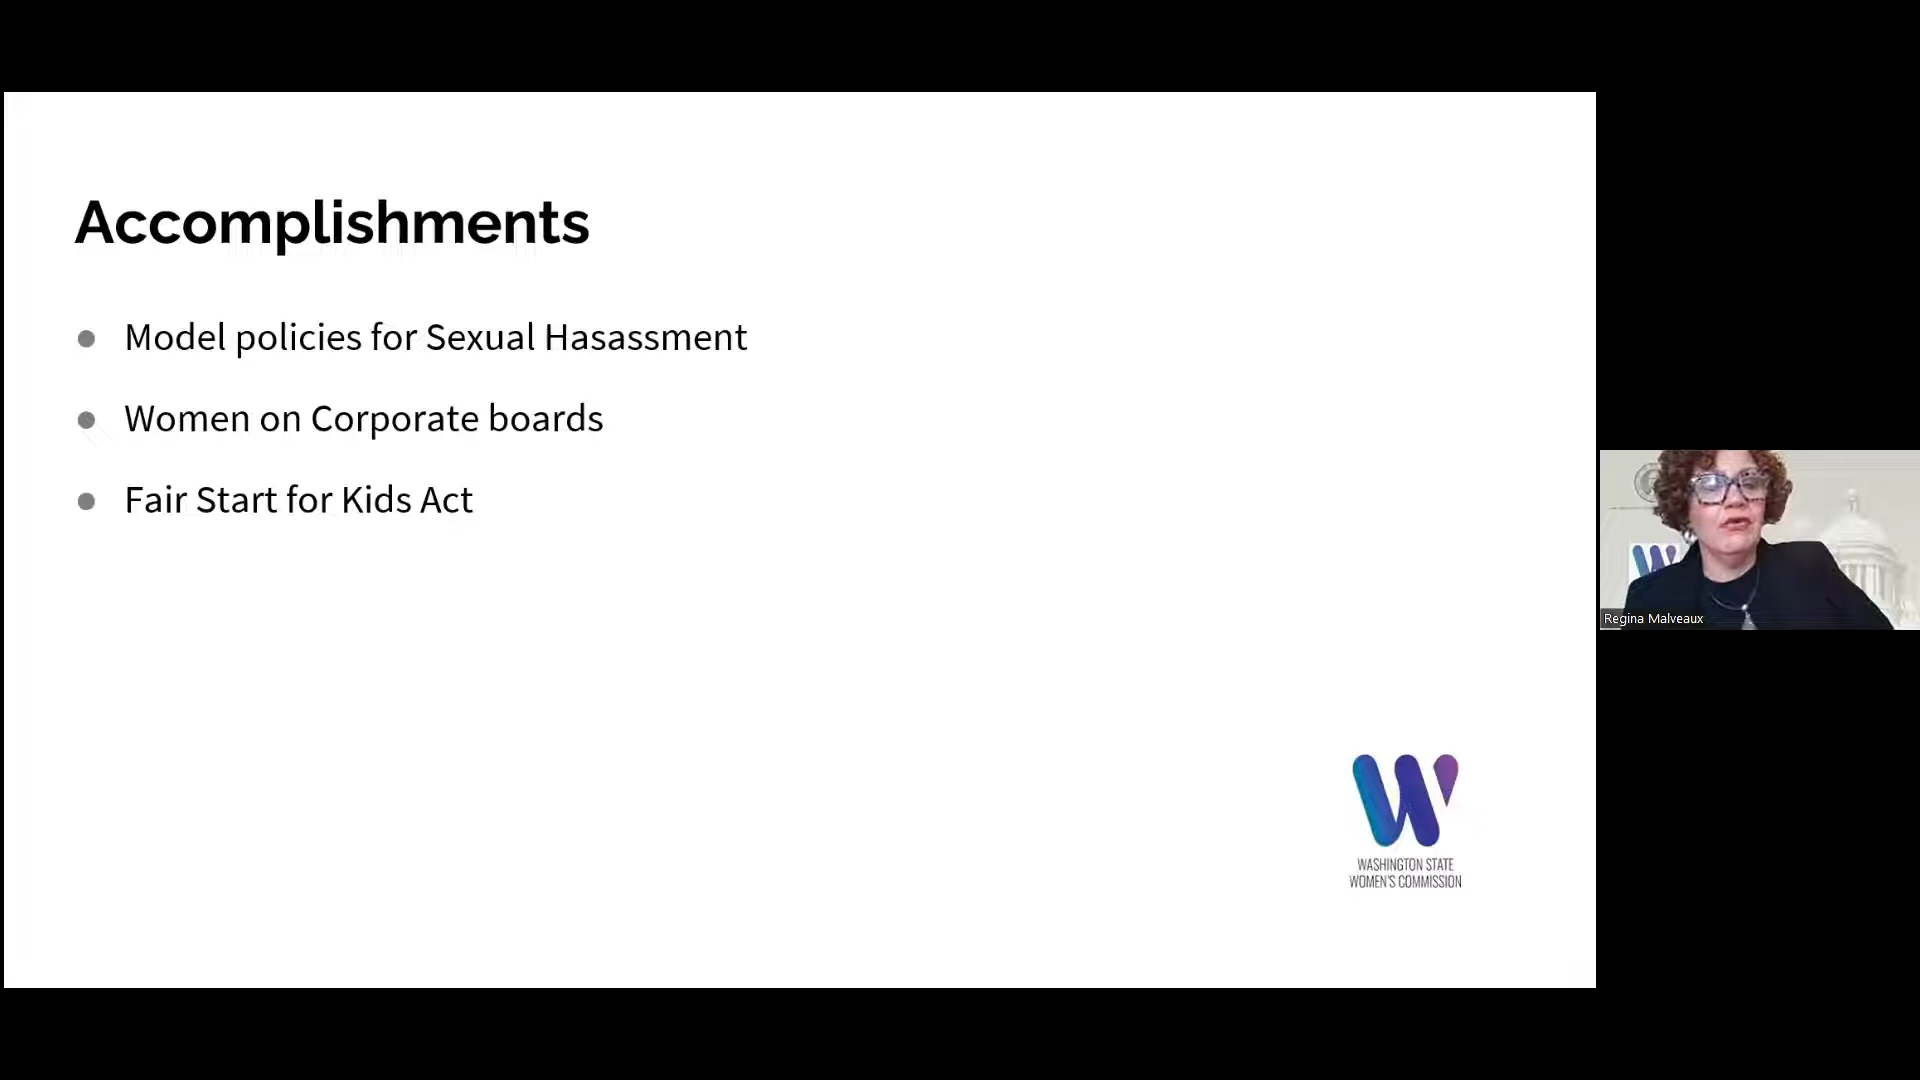 Accomplishments
Model policies for Sexual Hasassment
Women on Corporate boards
Fair Start for Kids Act
WASHINGTON STATE
WOMEN'S COMMISSION
Regina Malveaux